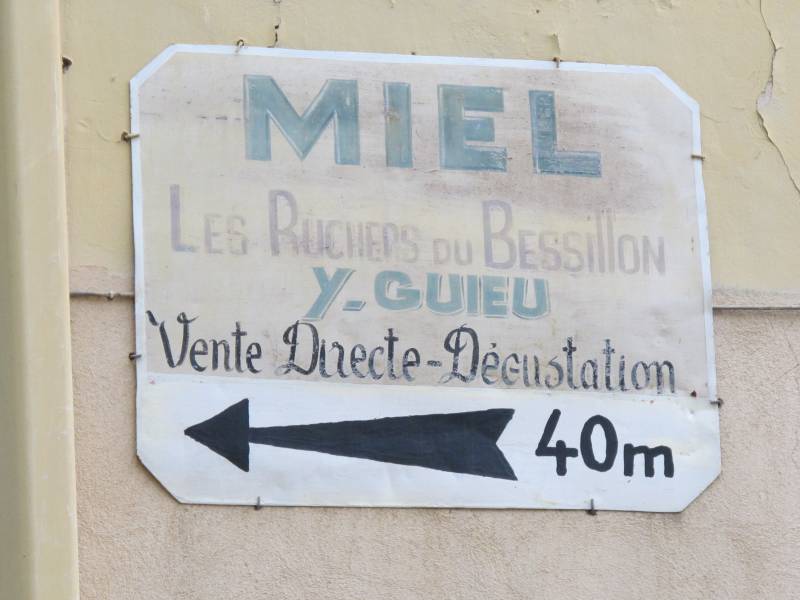 MIEL
LES RUCHERS DU BESSILLON
Y-GUIEU
Vente Directe-Dégustation
40m